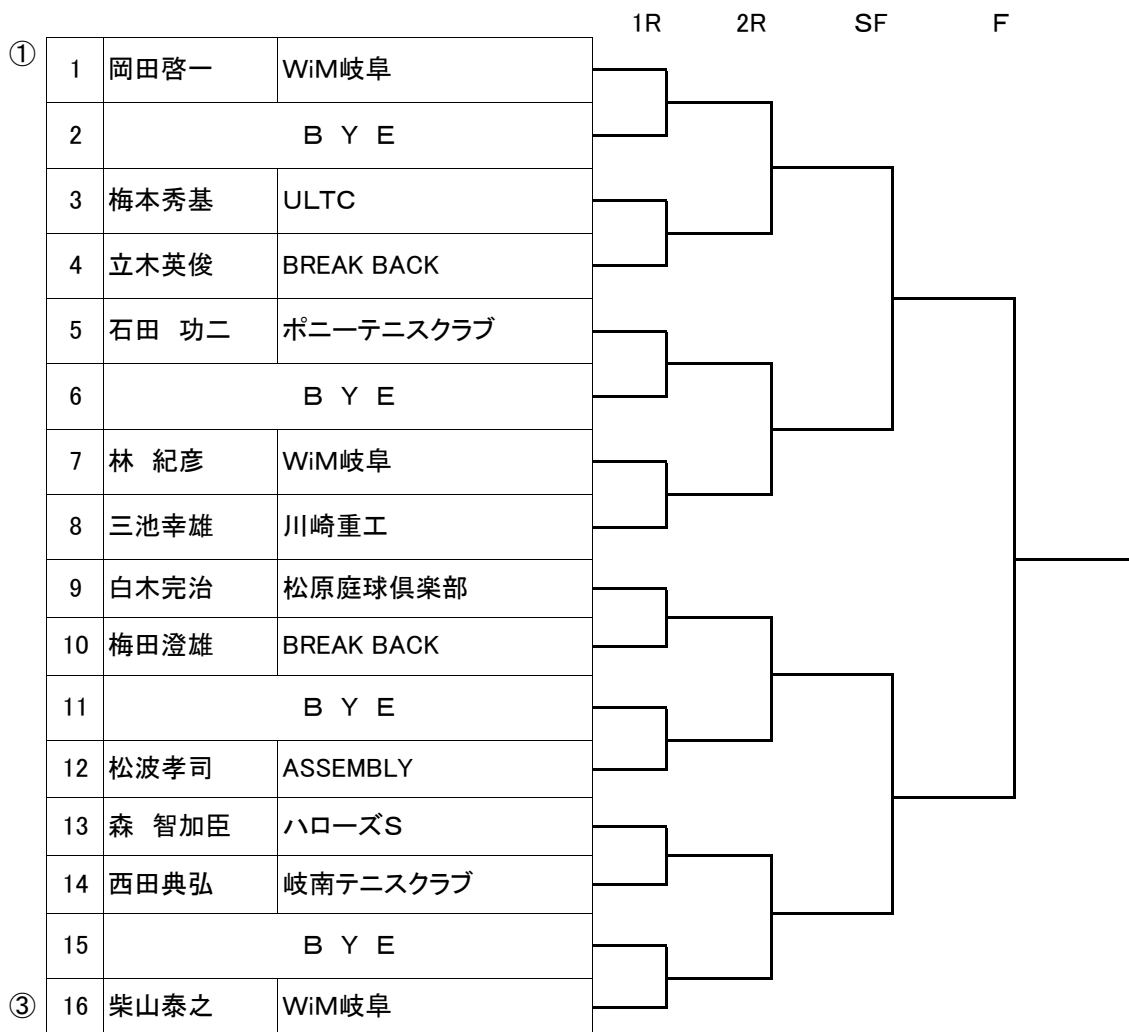 1R 2R SF F
① 1 岡田啓一 WiM岐阜
2 B Y E
3 梅本秀基 ULTC
4 立木英俊 BREAK BACK
5 石田 功二 ポニーテニスクラブ
6 B Y E
7 林 紀彦 WiM岐阜
8 三池幸雄 川崎重工
9 白木完治 松原庭球倶楽部
10 梅田澄雄 BREAK BACK
11 B Y E
12 松波孝司 ASSEMBLY
13 森 智加臣 ハローズS
14 西田典弘 岐南テニスクラブ
15 B Y E
③ 16 柴山泰之 WiM岐阜